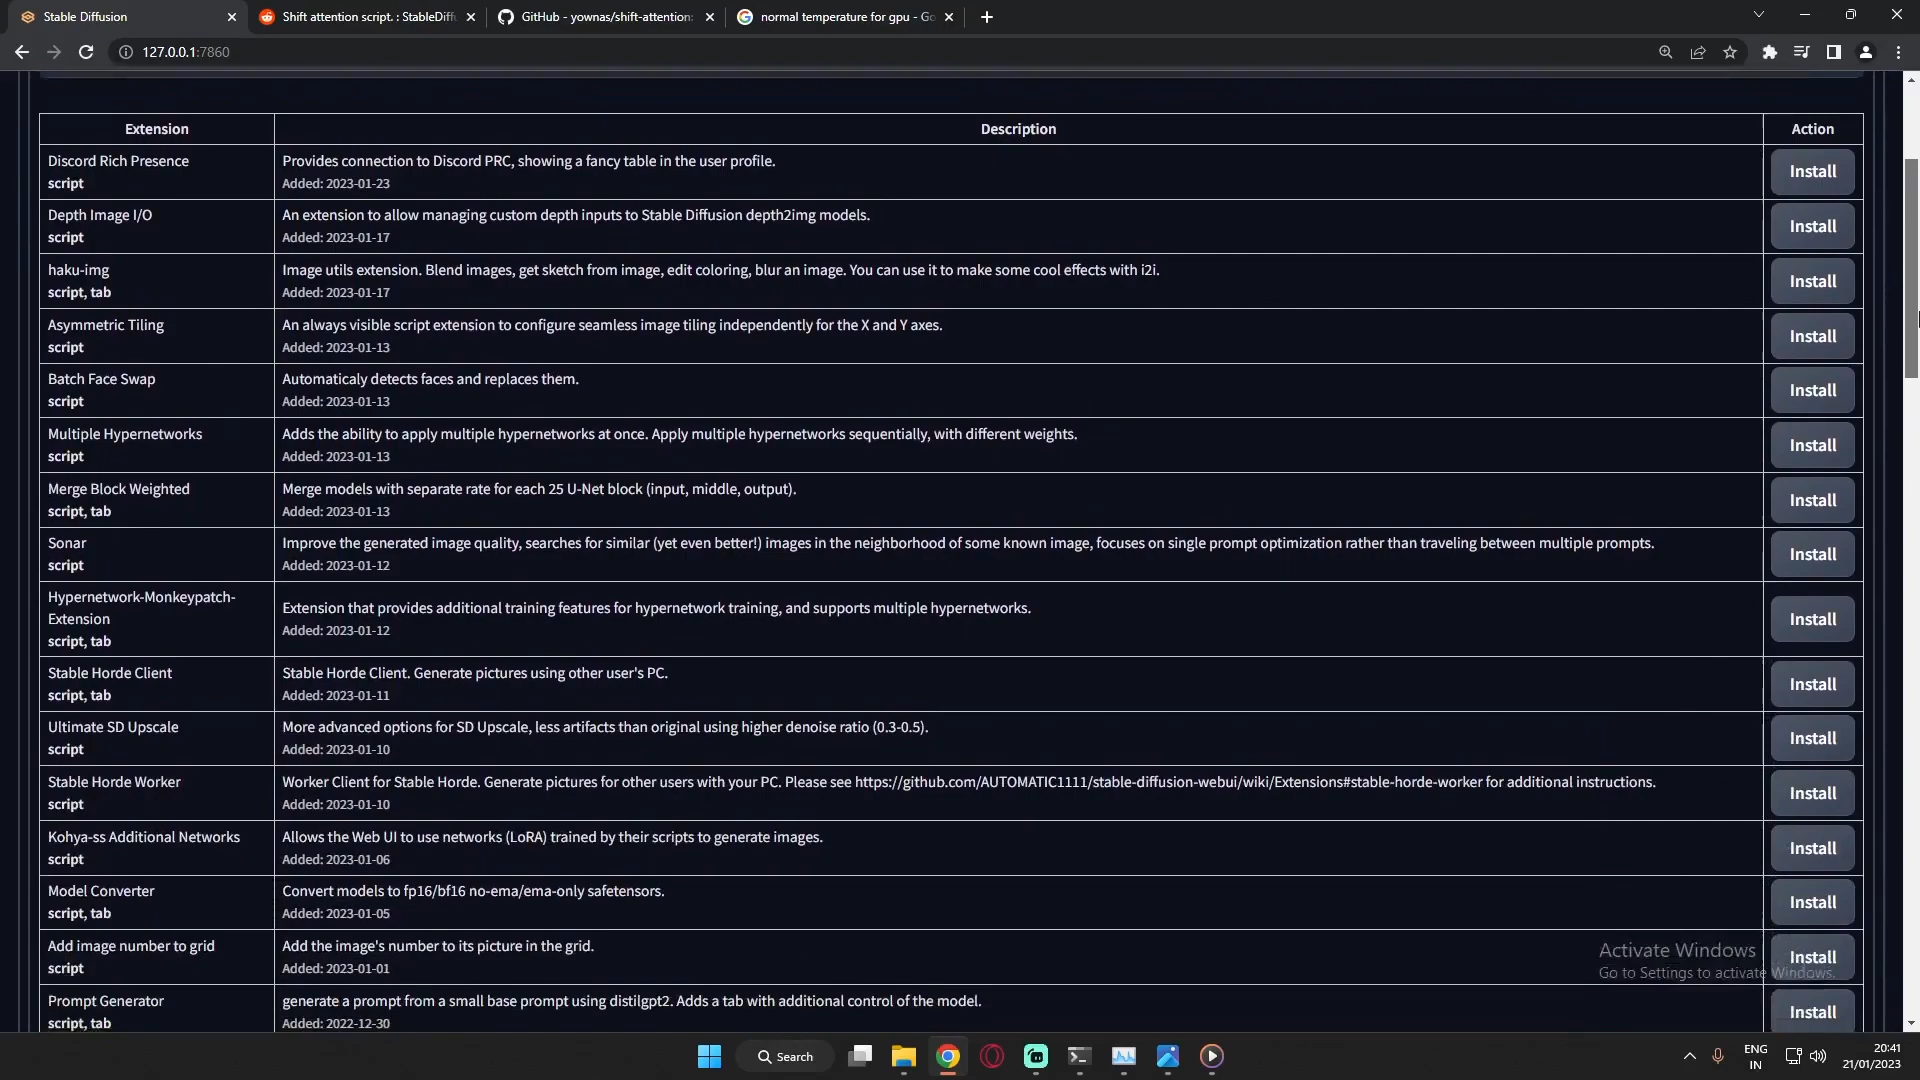 Stable Diffusion
Shift attention script. : StableDiffu
GitHub - yownas/shift-attention:
normal temperature for gpu - Go
127.0.0.1:7860
Extension Description Action
Discord Rich Presence
script
Provides connection to Discord PRC, showing a fancy table in the user profile.
Added: 2023-01-23
Install
Depth Image I/O
script
An extension to allow managing custom depth inputs to Stable Diffusion depth2img models.
Added: 2023-01-17
Install
haku-img
script, tab
Image utils extension. Blend images, get sketch from image, edit coloring, blur an image. You can use it to make some cool effects with i2i.
Added: 2023-01-17
Install
Asymmetric Tiling
script
An always visible script extension to configure seamless image tiling independently for the X and Y axes.
Added: 2023-01-13
Install
Batch Face Swap
script
Automaticaly detects faces and replaces them.
Added: 2023-01-13
Install
Multiple Hypernetworks
script
Adds the ability to apply multiple hypernetworks at once. Apply multiple hypernetworks sequentially, with different weights.
Added: 2023-01-13
Install
Merge Block Weighted
script, tab
Merge models with separate rate for each 25 U-Net block (input, middle, output).
Added: 2023-01-13
Install
Sonar
script
Improve the generated image quality, searches for similar (yet even better!) images in the neighborhood of some known image, focuses on single prompt optimization rather than traveling between multiple prompts.
Added: 2023-01-12
Install
Hypernetwork-Monkeypatch-
Extension
script, tab
Extension that provides additional training features for hypernetwork training, and supports multiple hypernetworks.
Added: 2023-01-12
Install
Stable Horde Client
script, tab
Stable Horde Client. Generate pictures using other user's PC.
Added: 2023-01-11
Install
Ultimate SD Upscale
script
More advanced options for SD Upscale, less artifacts than original using higher denoise ratio (0.3-0.5).
Added: 2023-01-10
Install
Stable Horde Worker
script
Worker Client for Stable Horde. Generate pictures for other users with your PC. Please see https://github.com/AUTOMATIC1111/stable-diffusion-webui/wiki/Extensions#stable-horde-worker for additional instructions.
Added: 2023-01-10
Install
Kohya-ss Additional Networks
script
Allows the Web UI to use networks (LoRA) trained by their scripts to generate images.
Added: 2023-01-06
Install
Model Converter
script, tab
Convert models to fp16/bf16 no-ema/ema-only safetensors.
Added: 2023-01-05
Install
Add image number to grid
script
Add the image's number to its picture in the grid.
Added: 2023-01-01
Install
Activate Windows
Go to Settings to activate Windows.
Prompt Generator
script, tab
generate a prompt from a small base prompt using distilgpt2. Adds a tab with additional control of the model.
Added: 2022-12-30
Install
Search
ENG
IN
20:41
21/01/2023